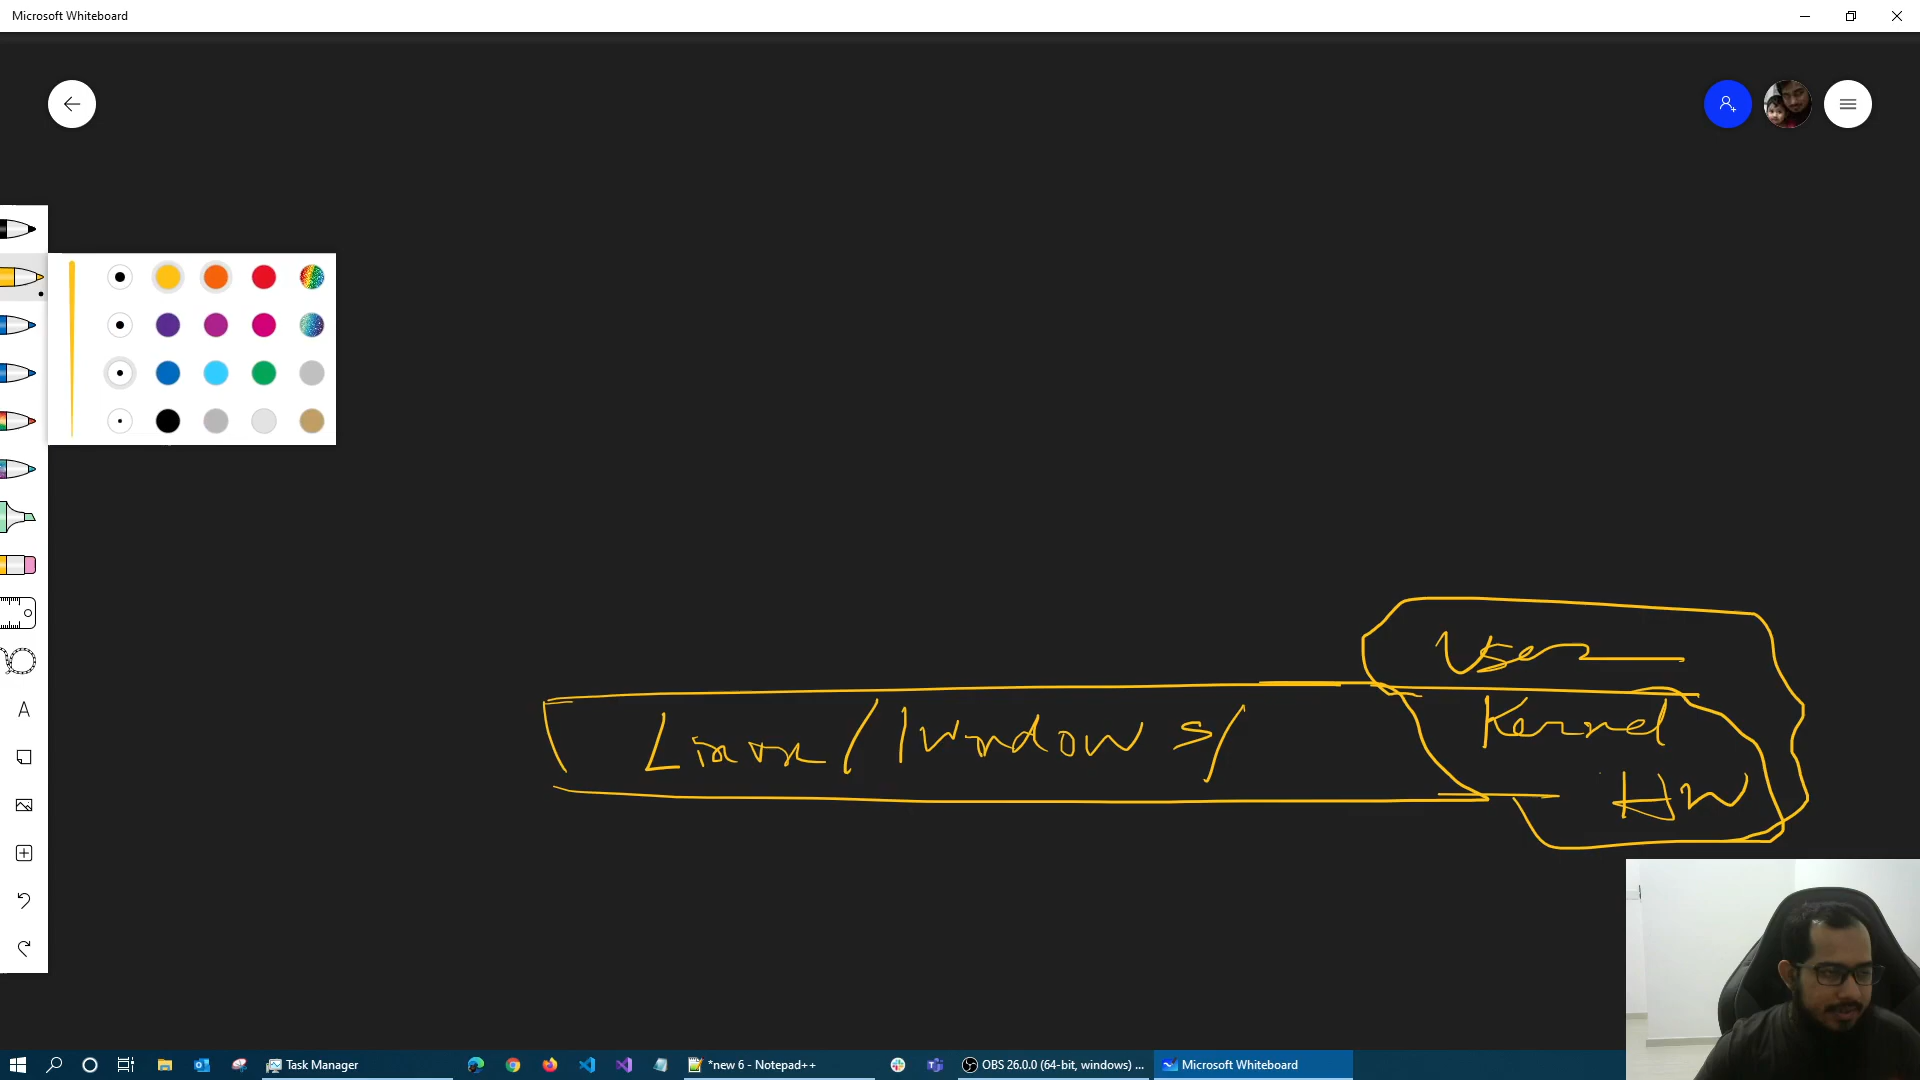 Microsoft Whiteboard
User
Kernel
Linux / Windows /
HW
A
Task Manager
*new 6 - Notepad++
OBS 26.0.0 (64-bit, windows) ...
Microsoft Whiteboard